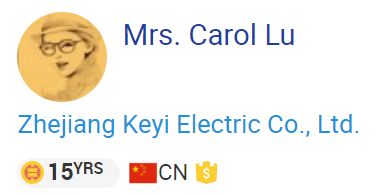 Mrs. Carol Lu
Zhejiang Keyi Electric Co., Ltd.
15YRS CN $